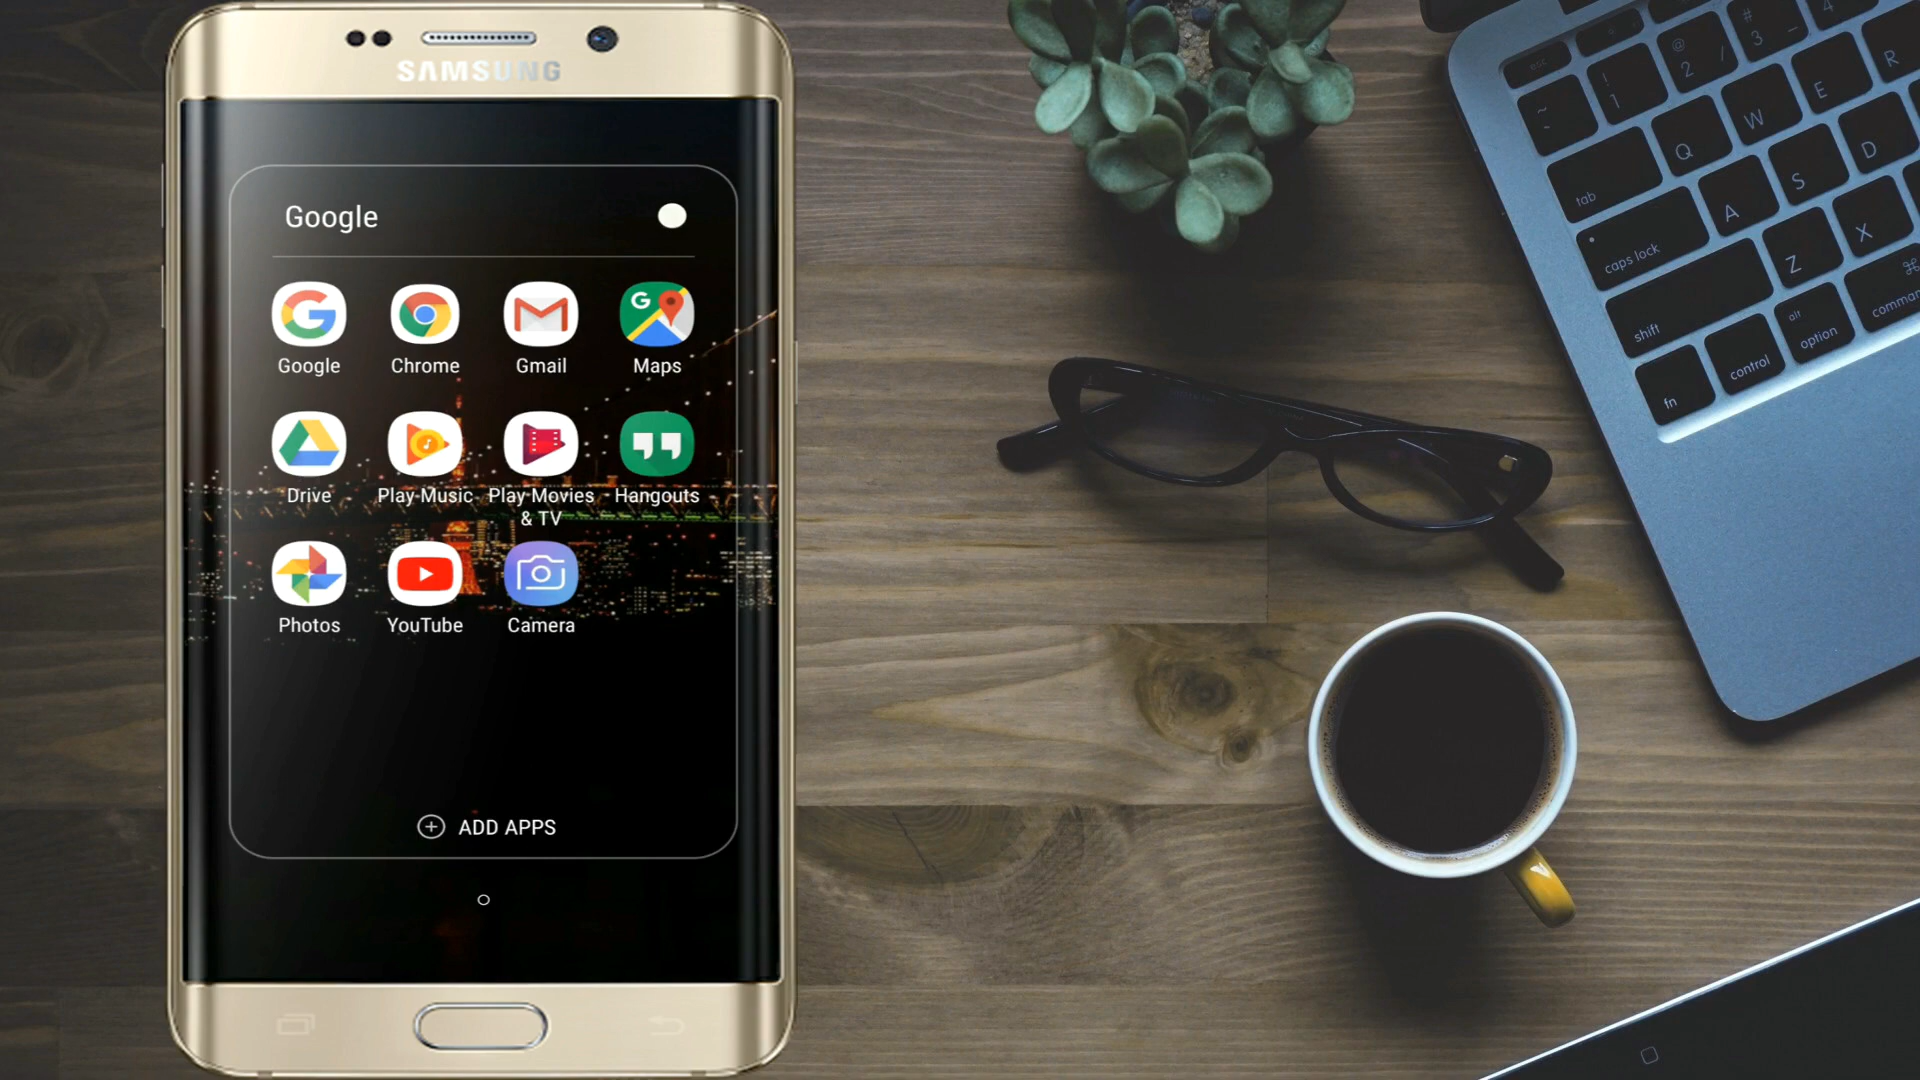 SAMSUNG
Google
Google Chrome Gmail Maps
Drive Play Music Play Movies & TV Hangouts
Photos YouTube Camera
ADD APPS
esc
~ ! 1 @ 2 # 3 4
tab Q W E R
caps lock A S D
shift Z X
fn control alt option ⌘ comman